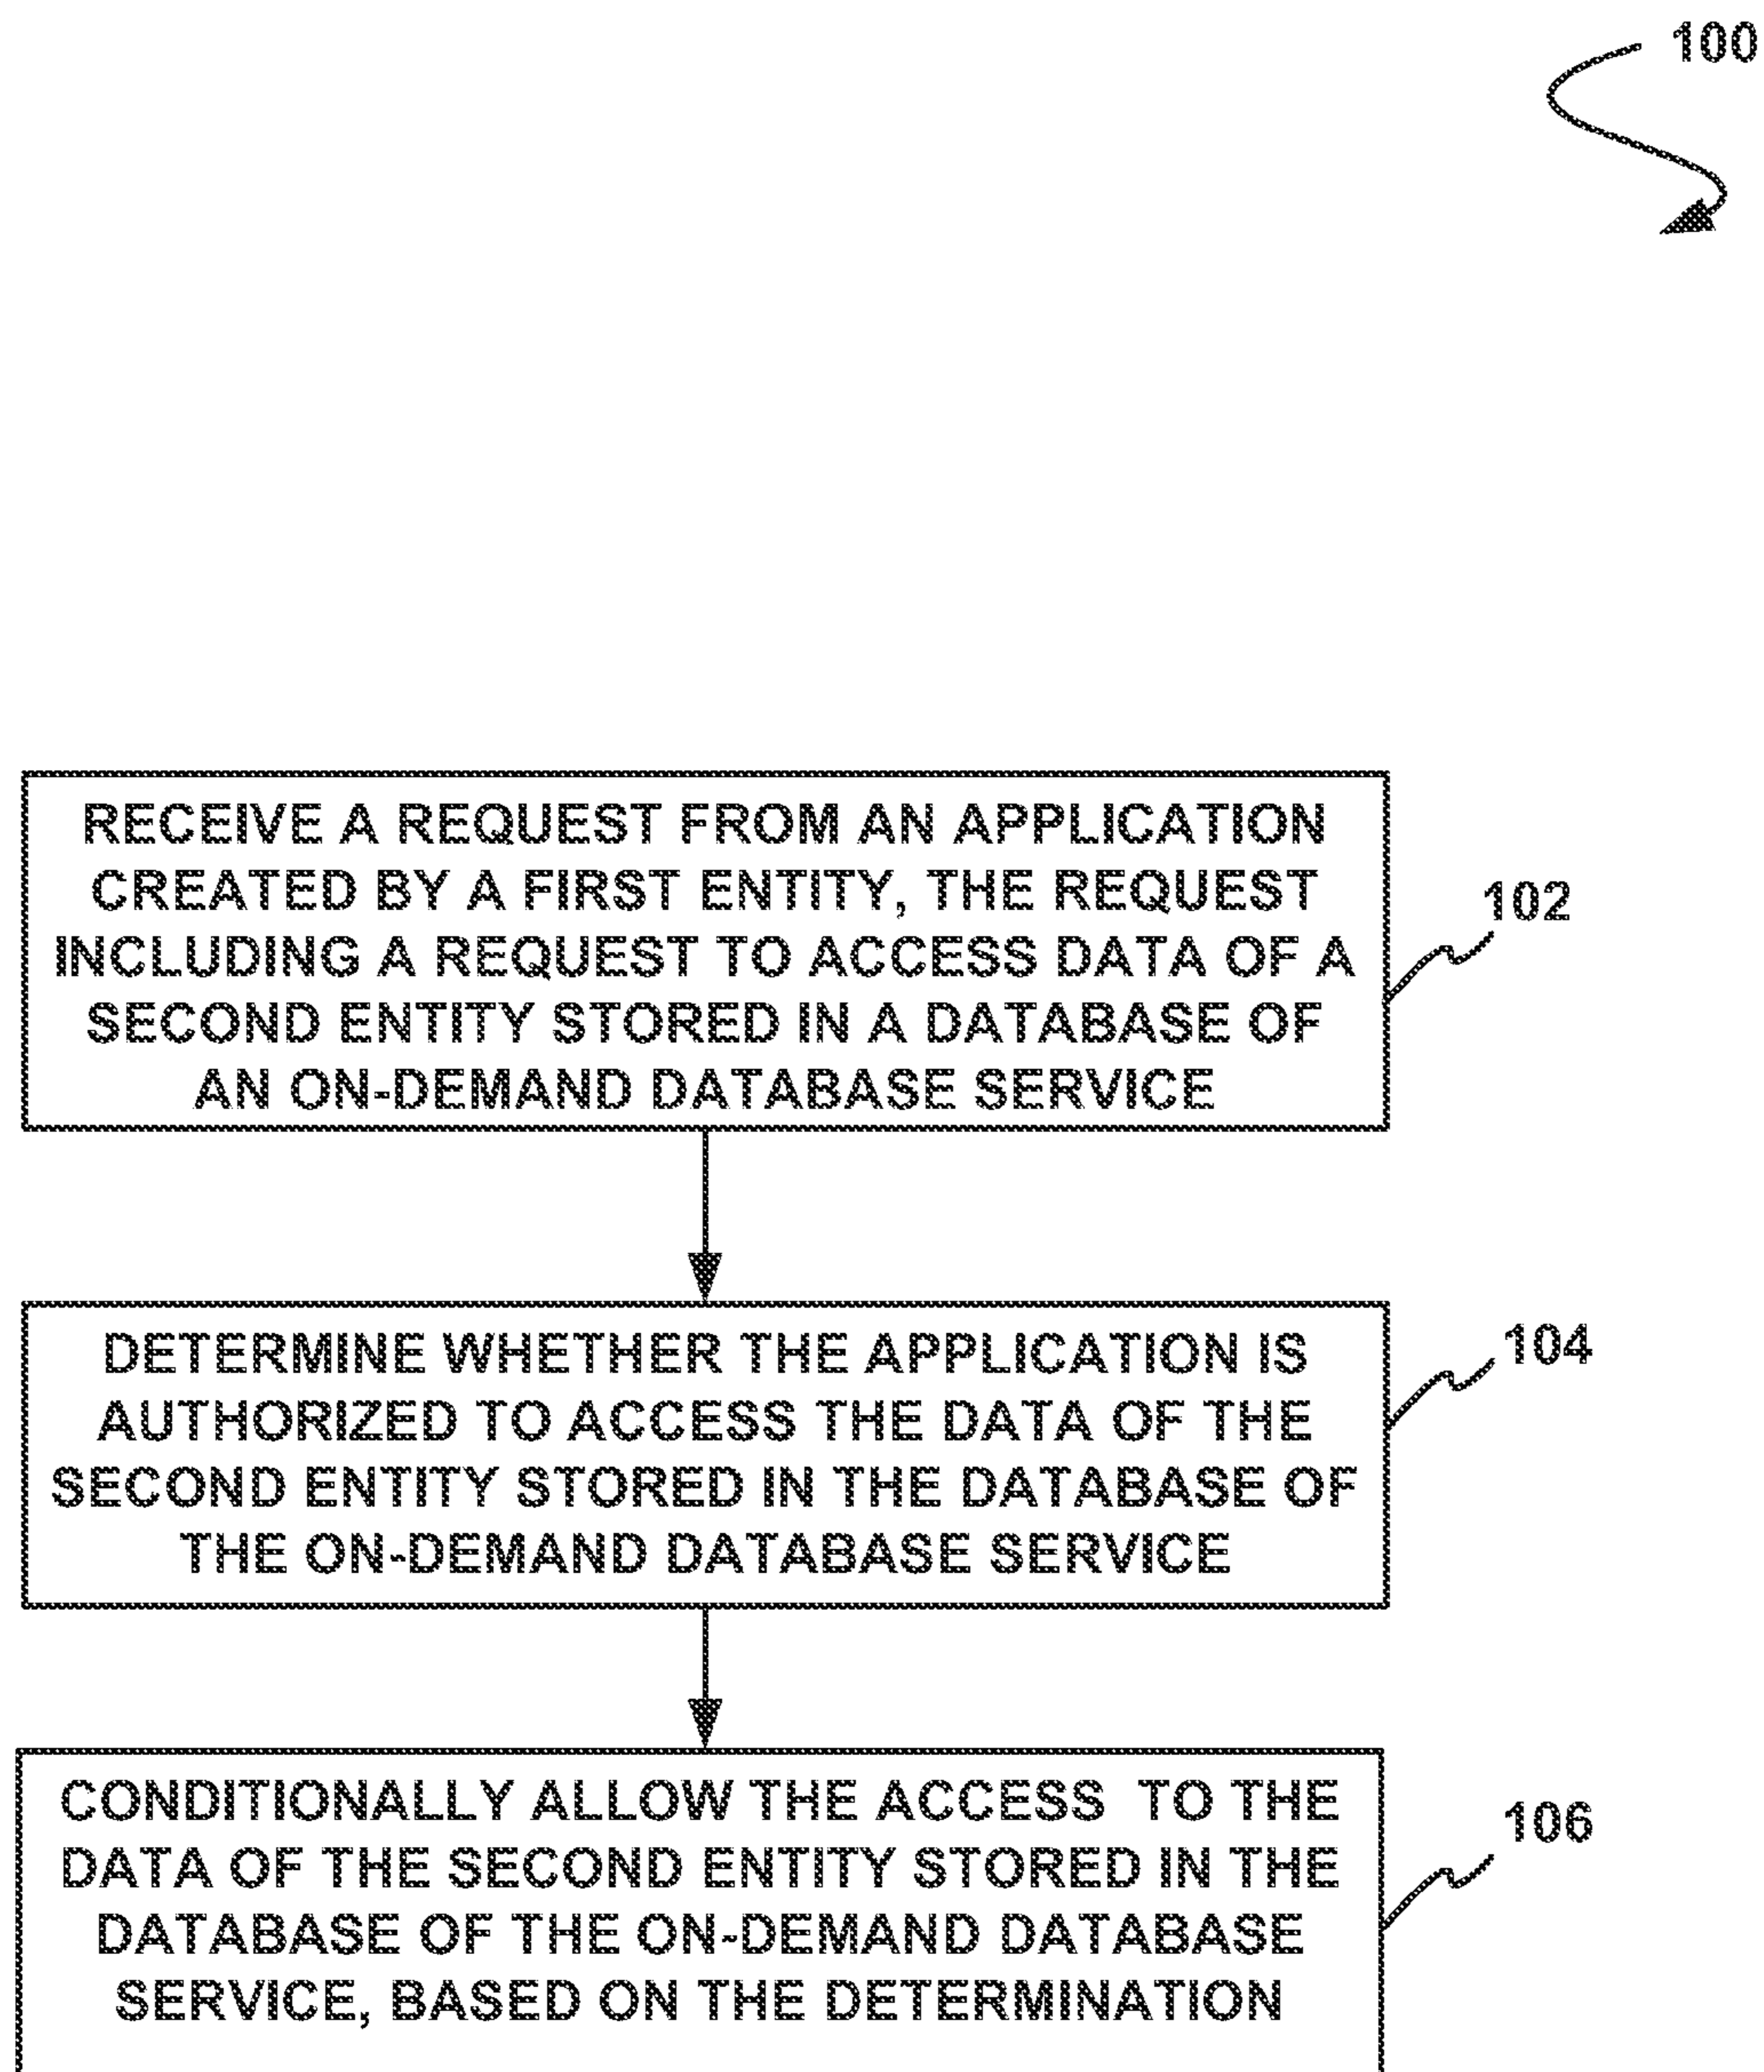 100
RECEIVE A REQUEST FROM AN APPLICATION
CREATED BY A FIRST ENTITY, THE REQUEST
INCLUDING A REQUEST TO ACCESS DATA OF A
SECOND ENTITY STORED IN A DATABASE OF
AN ON-DEMAND DATABASE SERVICE
102
DETERMINE WHETHER THE APPLICATION IS
AUTHORIZED TO ACCESS THE DATA OF THE
SECOND ENTITY STORED IN THE DATABASE OF
THE ON-DEMAND DATABASE SERVICE
104
CONDITIONALLY ALLOW THE ACCESS TO THE
DATA OF THE SECOND ENTITY STORED IN THE
DATABASE OF THE ON-DEMAND DATABASE
SERVICE, BASED ON THE DETERMINATION
106